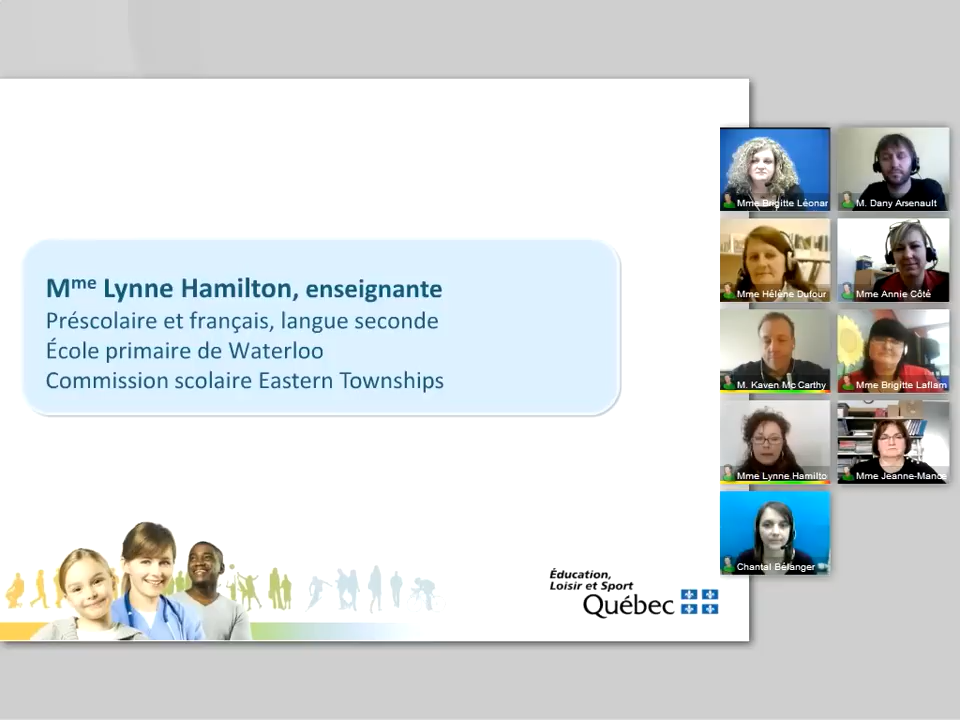 Mme Lynne Hamilton, enseignante
Préscolaire et français, langue seconde
École primaire de Waterloo
Commission scolaire Eastern Townships
Éducation,
Loisir et Sport
Québec
Mme Brigitte Léonar
M. Dany Arsenault
Mme Hélène Dufour
Mme Annie Côté
M. Kaven Mc Carthy
Mme Brigitte Laflam
Mme Lynne Hamilto
Mme Jeanne-Mance
Chantal Bélanger